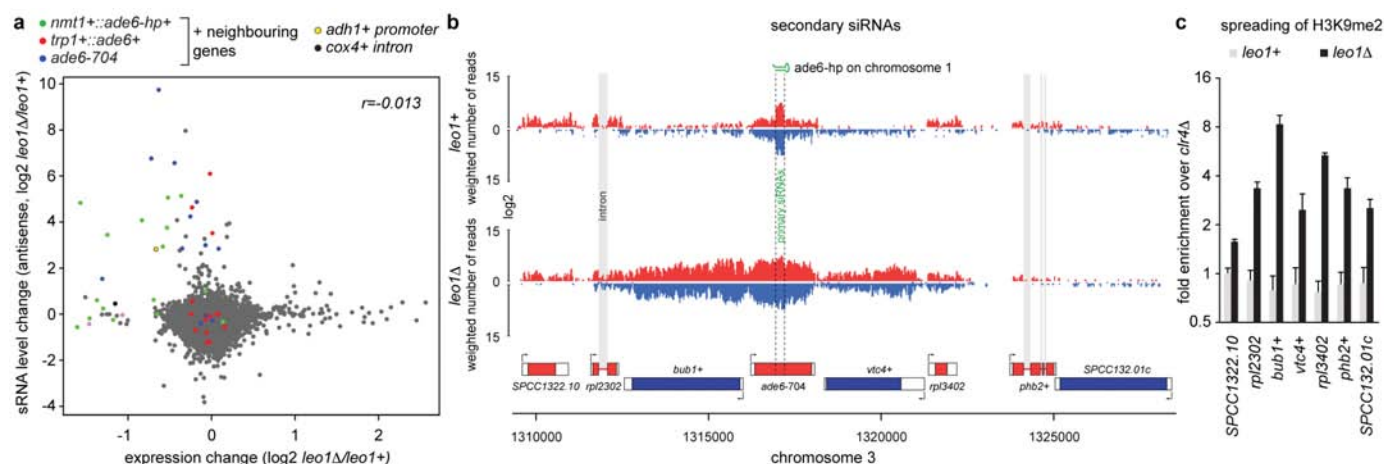 a
nmt1+::ade6-hp+
trp1+::ade6+
ade6-704
+ neighbouring
genes
adh1+ promoter
cox4+ intron
r=-0.013
sRNA level change (antisense, log2 leo1Δ/leo1+)
10
8
6
4
2
0
-2
-4
-1
0
1
2
expression change (log2 leo1Δ/leo1+)
b
secondary siRNAs
ade6-hp on chromosome 1
leo1+
weighted number of reads
15
0
15
log2
intron
primary siRNAs
leo1Δ
weighted number of reads
15
0
15
SPCC1322.10
rpl2302
bub1+
ade6-704
vtc4+
rpl3402
phb2+
SPCC132.01c
1310000
1315000
1320000
1325000
chromosome 3
c
spreading of H3K9me2
leo1+
leo1Δ
fold enrichment over clr4Δ
8
4
2
1
0.5
SPCC1322.10
rpl2302
bub1+
vtc4+
rpl3402
phb2+
SPCC132.01c